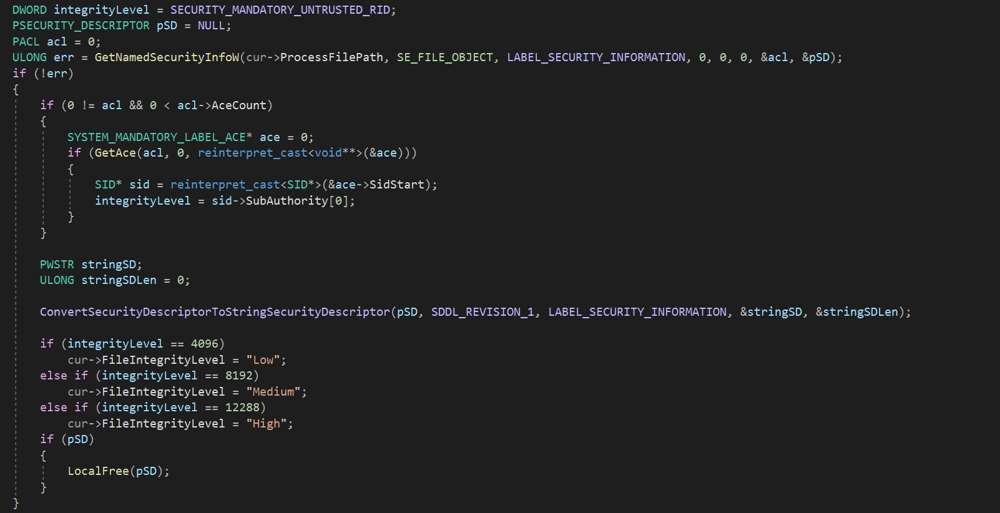 DWORD integrityLevel = SECURITY_MANDATORY_UNTRUSTED_RID;
PSECURITY_DESCRIPTOR pSD = NULL;
PACL acl = 0;
ULONG err = GetNamedSecurityInfoW(cur->ProcessFilePath, SE_FILE_OBJECT, LABEL_SECURITY_INFORMATION, 0, 0, 0, &acl, &pSD);
if (!err)
{
    if (0 != acl && 0 < acl->AceCount)
    {
        SYSTEM_MANDATORY_LABEL_ACE* ace = 0;
        if (GetAce(acl, 0, reinterpret_cast<void**>(&ace)))
        {
            SID* sid = reinterpret_cast<SID*>(&ace->SidStart);
            integrityLevel = sid->SubAuthority[0];
        }
    }

    PWSTR stringSD;
    ULONG stringSDLen = 0;

    ConvertSecurityDescriptorToStringSecurityDescriptor(pSD, SDDL_REVISION_1, LABEL_SECURITY_INFORMATION, &stringSD, &stringSDLen);

    if (integrityLevel == 4096)
        cur->FileIntegrityLevel = "Low";
    else if (integrityLevel == 8192)
        cur->FileIntegrityLevel = "Medium";
    else if (integrityLevel == 12288)
        cur->FileIntegrityLevel = "High";
    if (pSD)
    {
        LocalFree(pSD);
    }
}